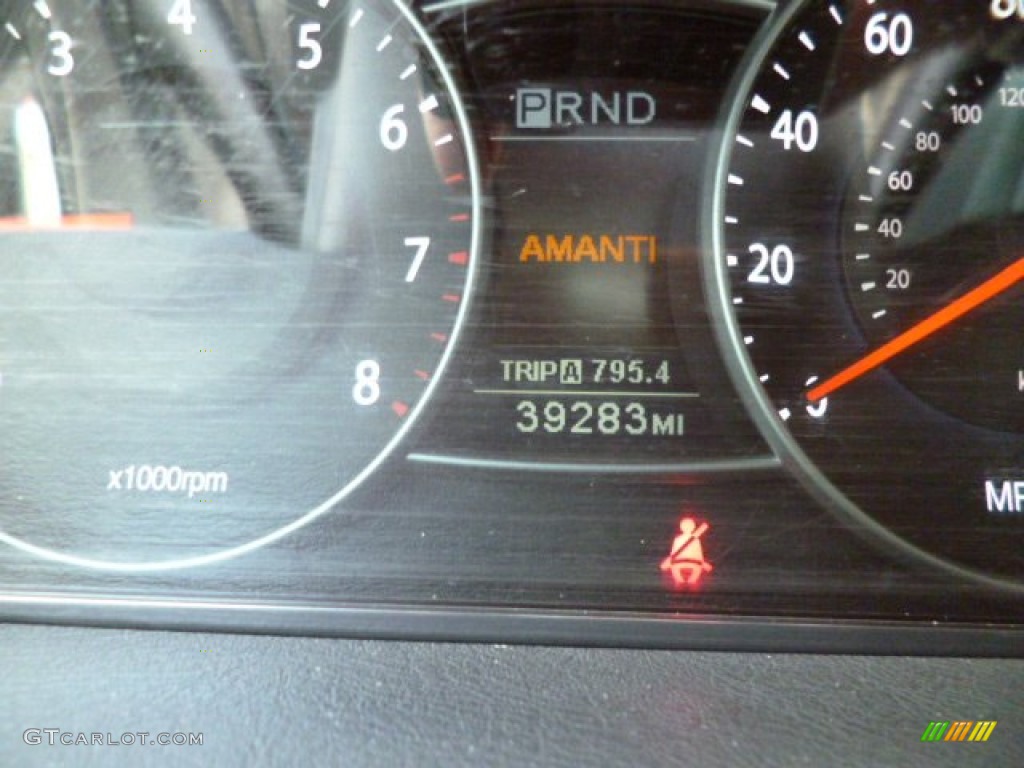 3 4 5 6 7 8
x1000rpm
PRND
AMANTI
TRIP A 795.4
39283 MI
0 20 40 60
20 40 60 80 100 120
GTCARLOT.COM